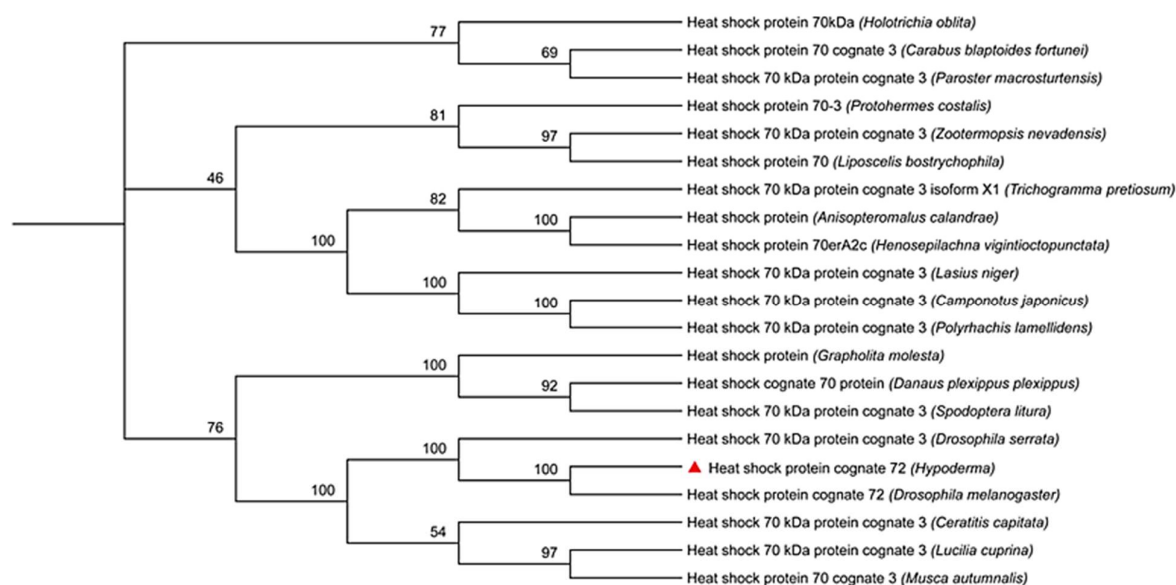 77
Heat shock protein 70kDa (Holotrichia oblita)
69
Heat shock protein 70 cognate 3 (Carabus blaptoides fortunei)
Heat shock 70 kDa protein cognate 3 (Paroster macrosturtensis)
46
81
Heat shock protein 70-3 (Protohermes costalis)
97
Heat shock 70 kDa protein cognate 3 (Zootermopsis nevadensis)
Heat shock protein 70 (Liposcelis bostrychophila)
100
82
Heat shock 70 kDa protein cognate 3 isoform X1 (Trichogramma pretiosum)
100
Heat shock protein (Anisopteromalus calandrae)
Heat shock protein 70erA2c (Henosepilachna vigintioctopunctata)
100
Heat shock 70 kDa protein cognate 3 (Lasius niger)
100
Heat shock 70 kDa protein cognate 3 (Camponotus japonicus)
Heat shock 70 kDa protein cognate 3 (Polyrhachis lamellidens)
76
100
Heat shock protein (Grapholita molesta)
92
Heat shock cognate 70 protein (Danaus plexippus plexippus)
Heat shock 70 kDa protein cognate 3 (Spodoptera litura)
100
100
Heat shock 70 kDa protein cognate 3 (Drosophila serrata)
100
Heat shock protein cognate 72 (Hypoderma)
Heat shock protein cognate 72 (Drosophila melanogaster)
54
Heat shock 70 kDa protein cognate 3 (Ceratitis capitata)
97
Heat shock 70 kDa protein cognate 3 (Lucilia cuprina)
Heat shock protein 70 cognate 3 (Musca autumnalis)